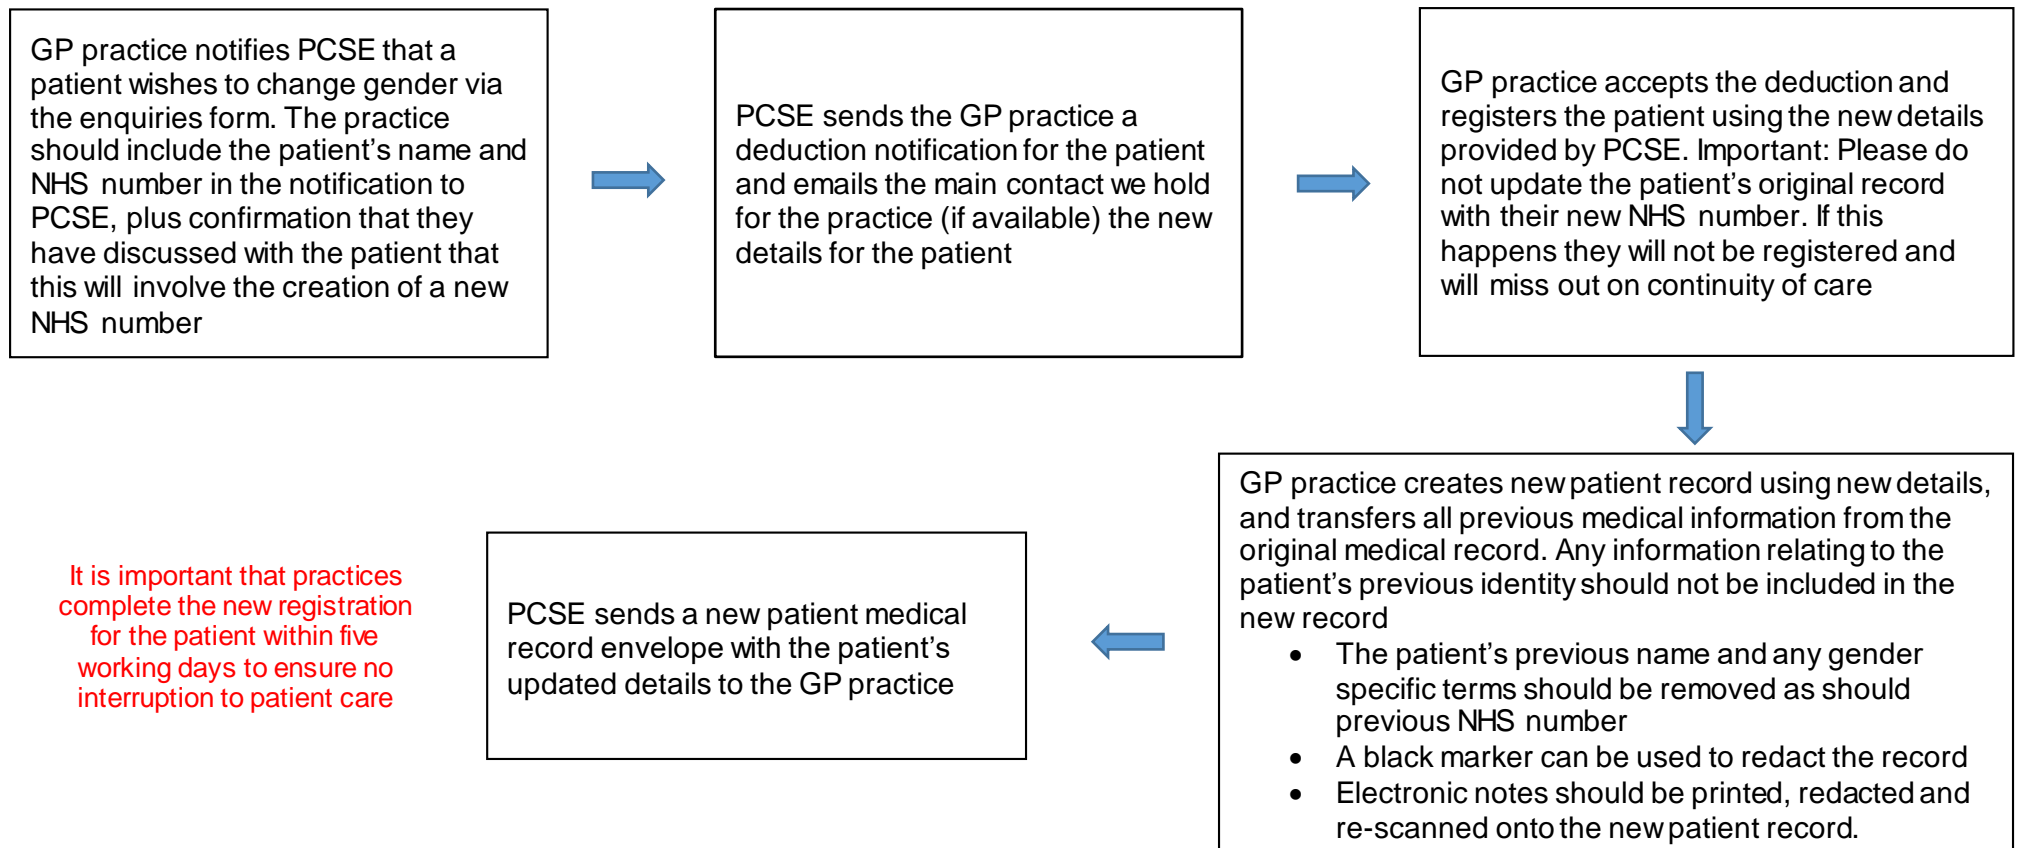 GP practice notifies PCSE that a
patient wishes to change gender via
the enquiries form. The practice
should include the patient’s name and
NHS number in the notification to
PCSE, plus confirmation that they
have discussed with the patient that
this will involve the creation of a new
NHS number
PCSE sends the GP practice a
deduction notification for the patient
and emails the main contact we hold
for the practice (if available) the new
details for the patient
GP practice accepts the deduction and
registers the patient using the new details
provided by PCSE. Important: Please do
not update the patient’s original record
with their new NHS number. If this
happens they will not be registered and
will miss out on continuity of care
GP practice creates new patient record using new details,
and transfers all previous medical information from the
original medical record. Any information relating to the
patient’s previous identity should not be included in the
new record
• The patient’s previous name and any gender
specific terms should be removed as should
previous NHS number
• A black marker can be used to redact the record
• Electronic notes should be printed, redacted and
re-scanned onto the new patient record.
PCSE sends a new patient medical
record envelope with the patient’s
updated details to the GP practice
It is important that practices
complete the new registration
for the patient within five
working days to ensure no
interruption to patient care